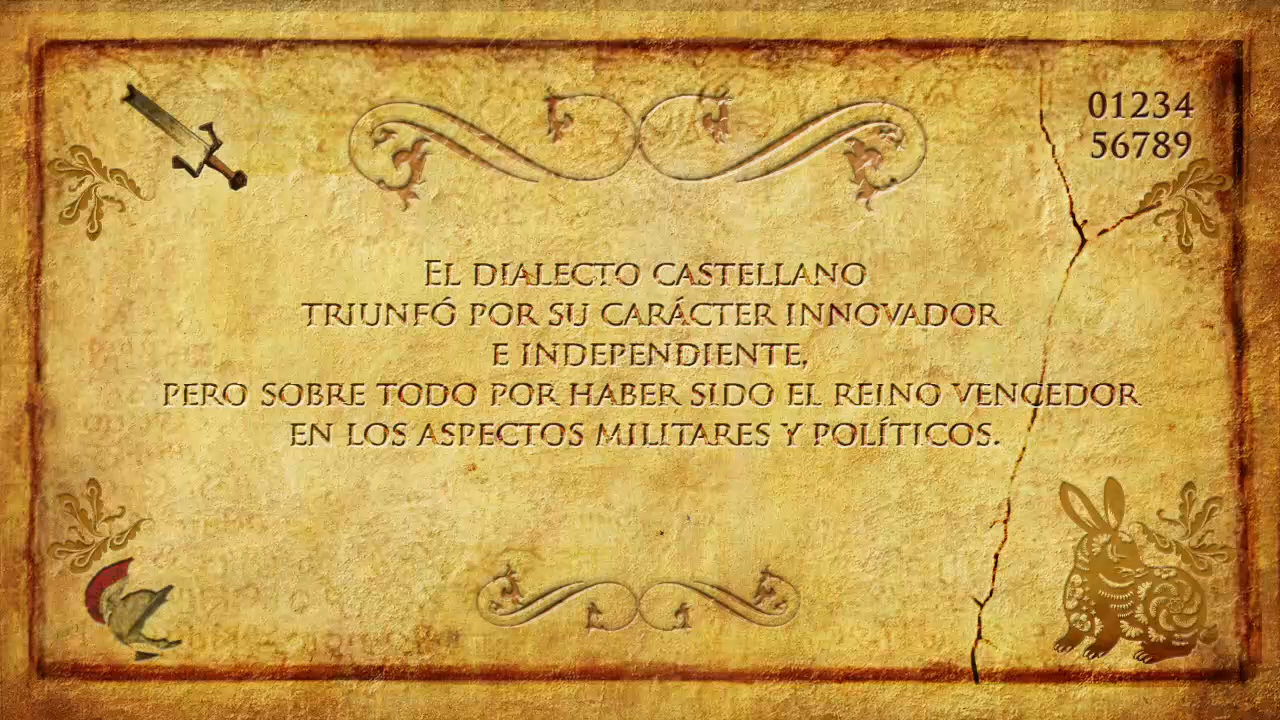 01234
56789
El dialecto castellano
triunfó por su carácter innovador
e independiente,
pero sobre todo por haber sido el reino vencedor
en los aspectos militares y políticos.